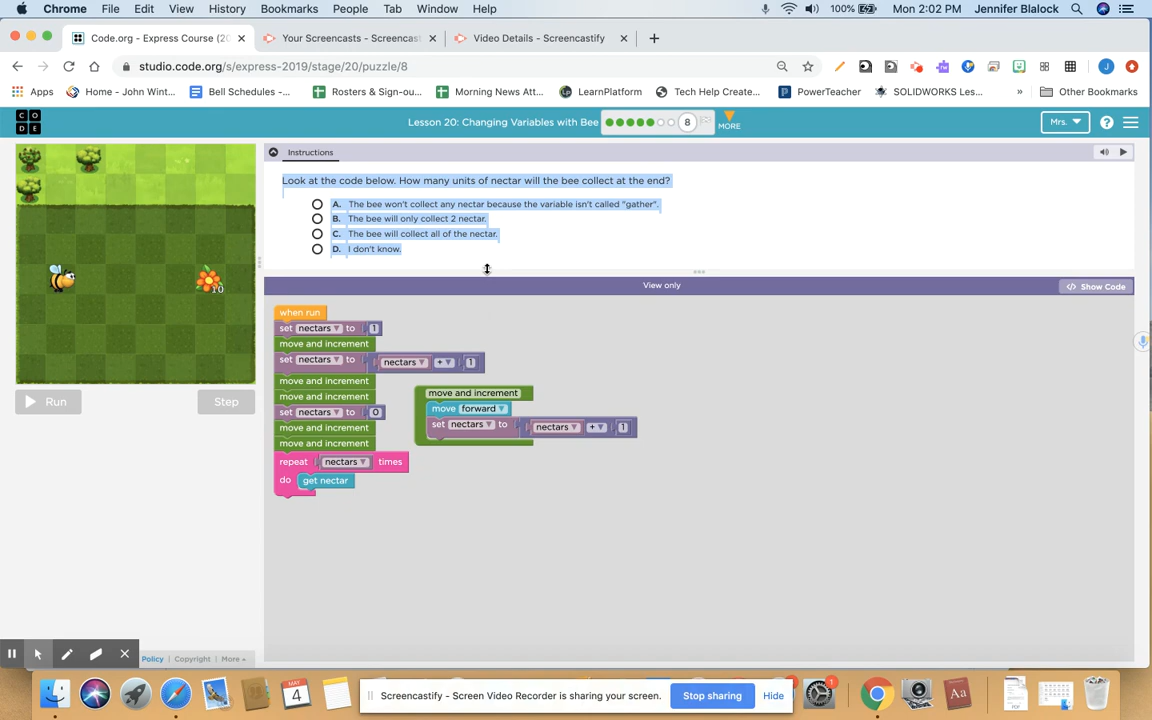 Chrome File Edit View History Bookmarks People Tab Window Help 100% Mon 2:02 PM Jennifer Blalock
Code.org - Express Course (20 Your Screencasts - Screencast Video Details - Screencastify
studio.code.org/s/express-2019/stage/20/puzzle/8
Apps Home - John Wint... Bell Schedules -... Rosters & Sign-ou... Morning News Att... LearnPlatform Tech Help Create... PowerTeacher SOLIDWORKS Les... » Other Bookmarks
C O D E Lesson 20: Changing Variables with Bee 8 MORE Mrs. ?
Instructions
Look at the code below. How many units of nectar will the bee collect at the end?
A. The bee won't collect any nectar because the variable isn't called "gather".
B. The bee will only collect 2 nectar.
C. The bee will collect all of the nectar.
D. I don't know.
10
View only
</> Show Code
when run
set nectars to 1
move and increment
set nectars to nectars + 1
move and increment
move and increment
set nectars to 0
move and increment
move and increment
repeat nectars times
do get nectar
move and increment
move forward
set nectars to nectars + 1
Run Step
Policy | Copyright | More
MAY 4 Screencastify - Screen Video Recorder is sharing your screen. Stop sharing Hide 1 Aa